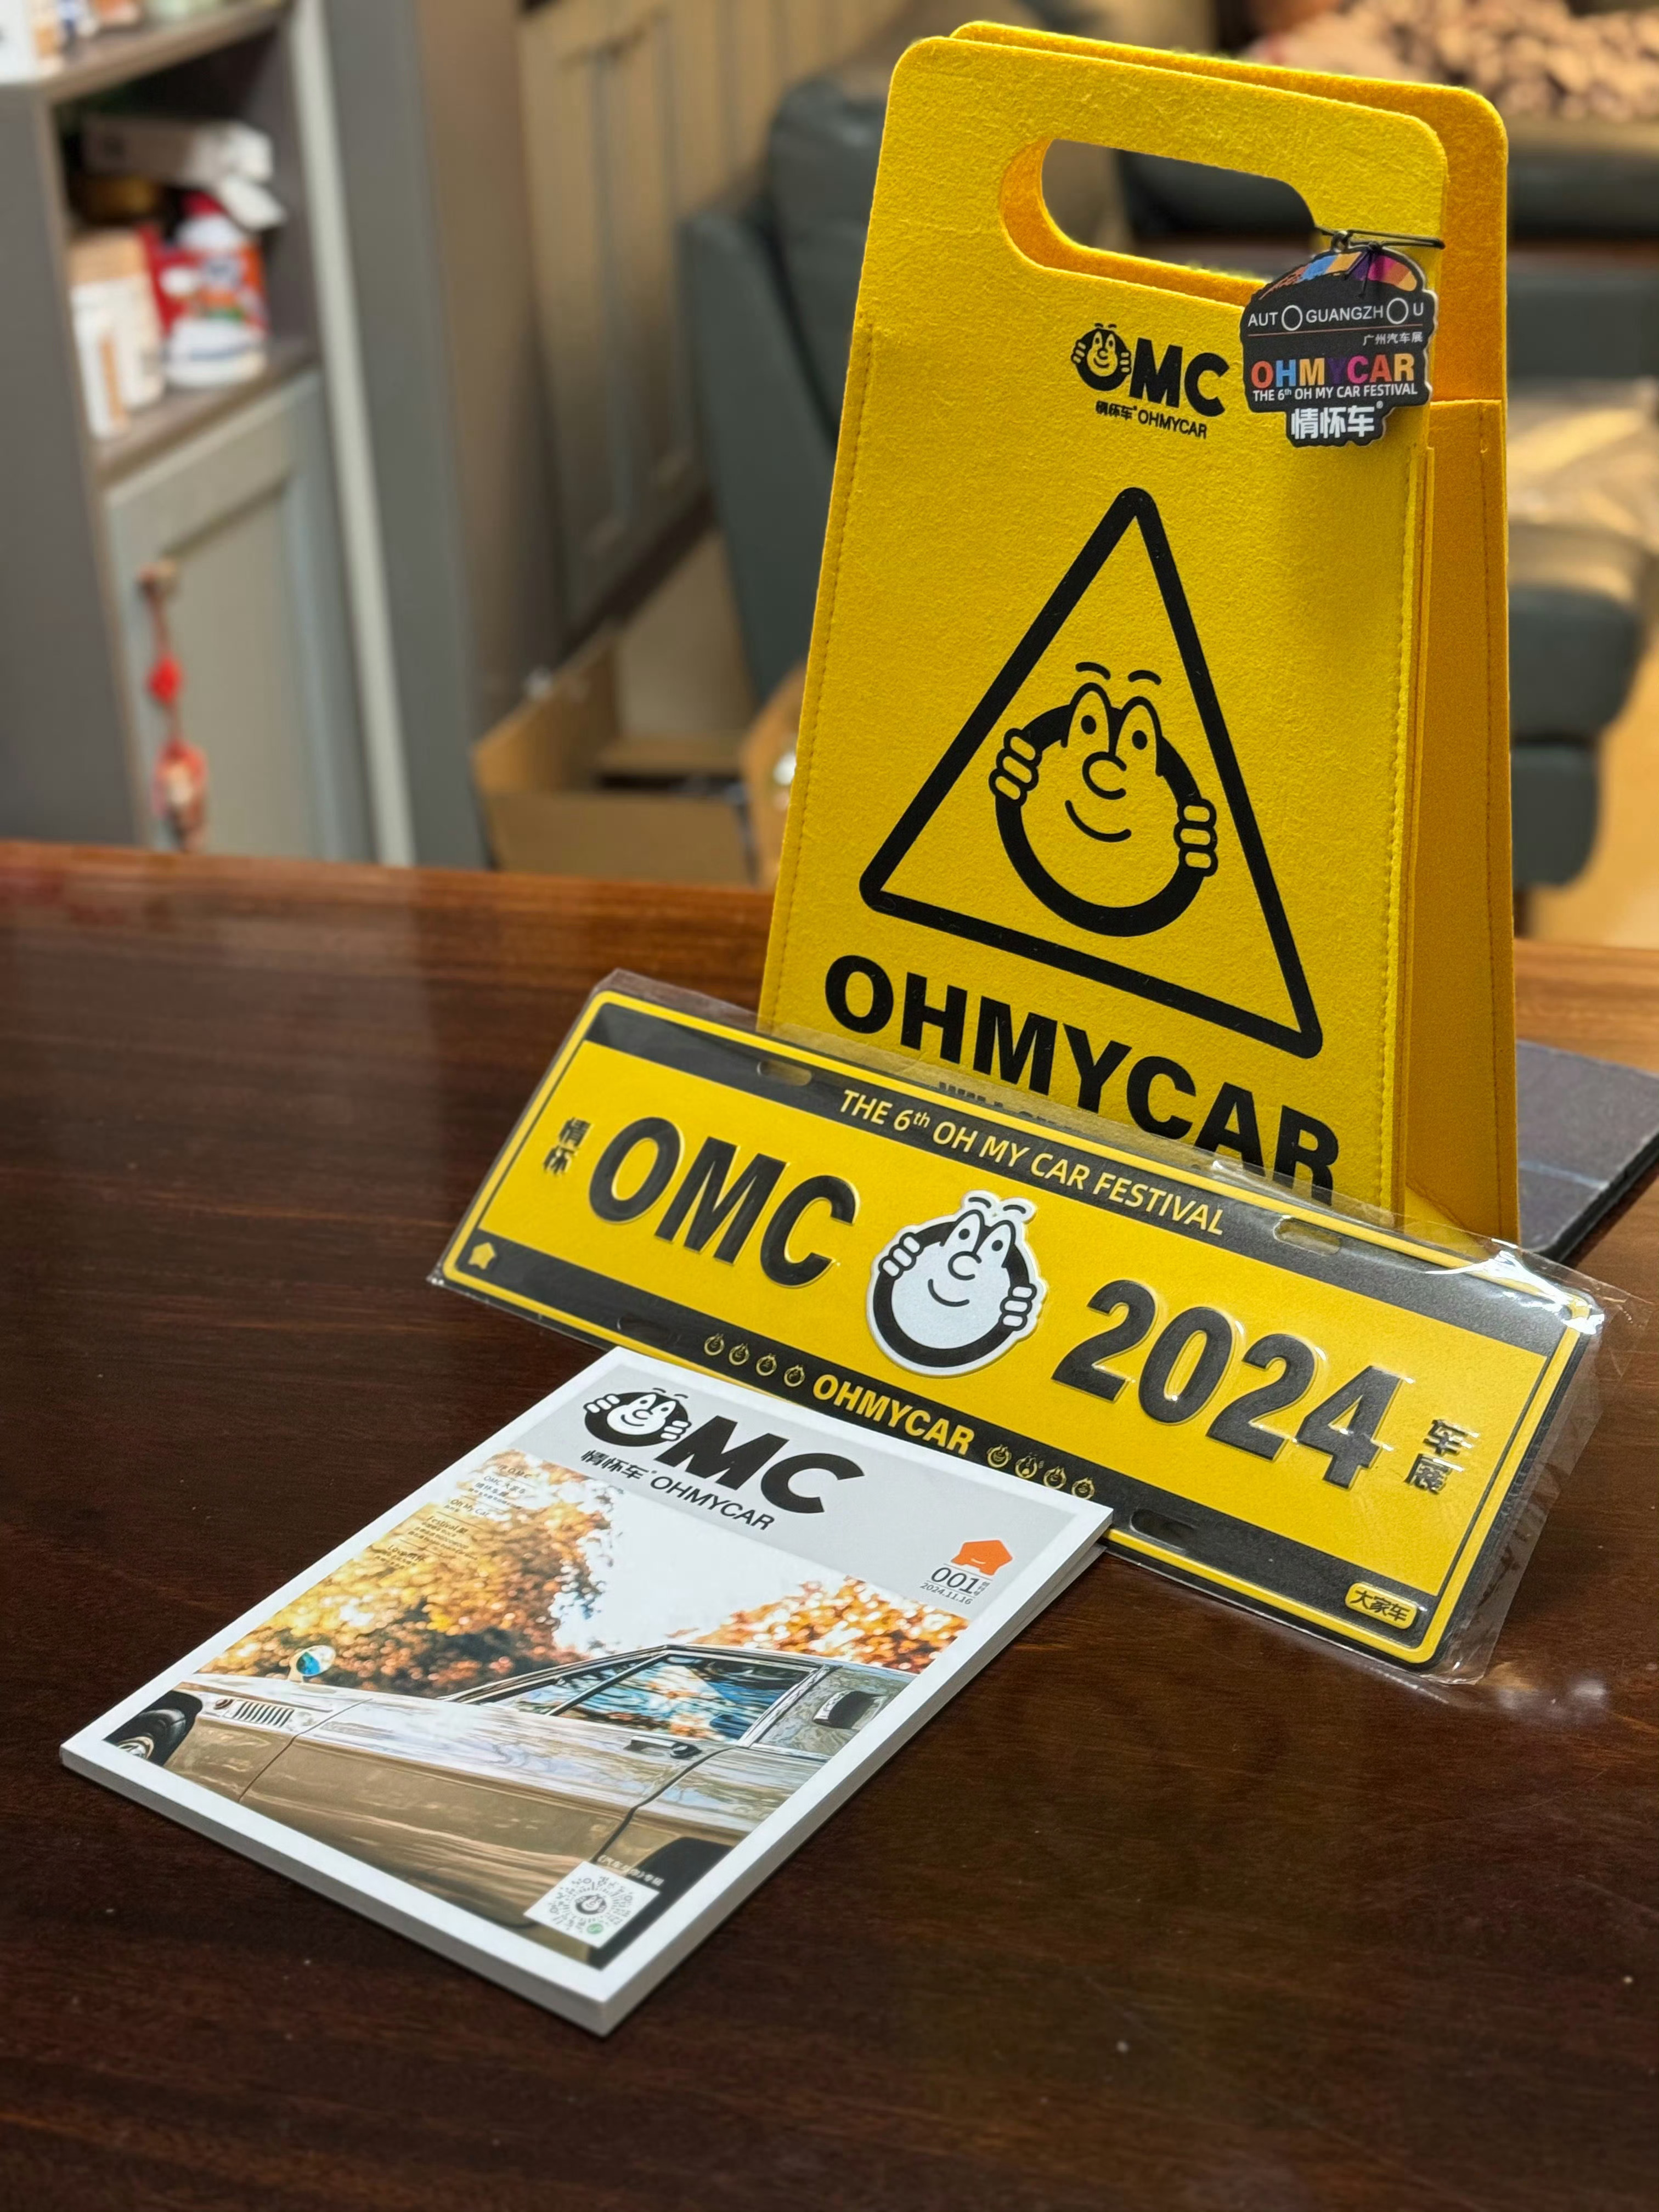 OMC
情怀车® OHMYCAR
AUTO GUANGZHOU
广州汽车展
OHMYCAR
THE 6th OH MY CAR FESTIVAL
情怀车®
OHMYCAR
THE 6th OH MY CAR FESTIVAL
情怀
OMC 2024
OHMYCAR
大家车
OMC
情怀车® OHMYCAR
001
2024.11.16